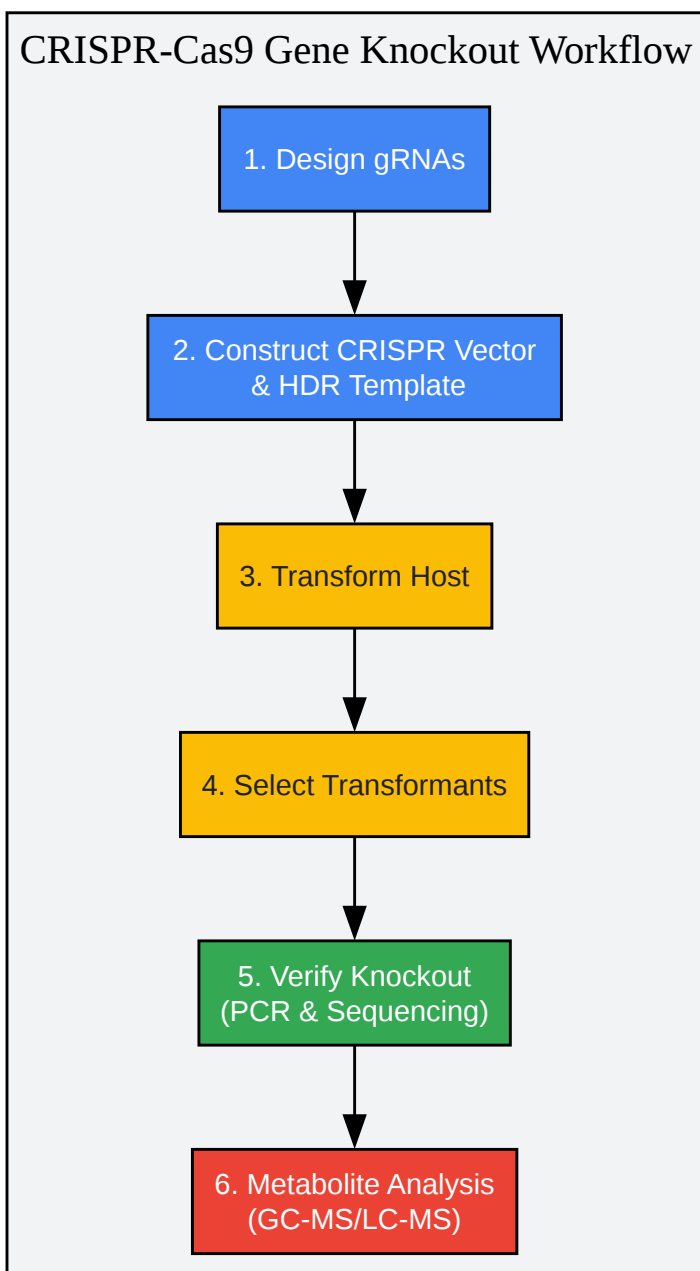 CRISPR-Cas9 Gene Knockout Workflow
1. Design gRNAs
2. Construct CRISPR Vector
& HDR Template
3. Transform Host
4. Select Transformants
5. Verify Knockout
(PCR & Sequencing)
6. Metabolite Analysis
(GC-MS/LC-MS)